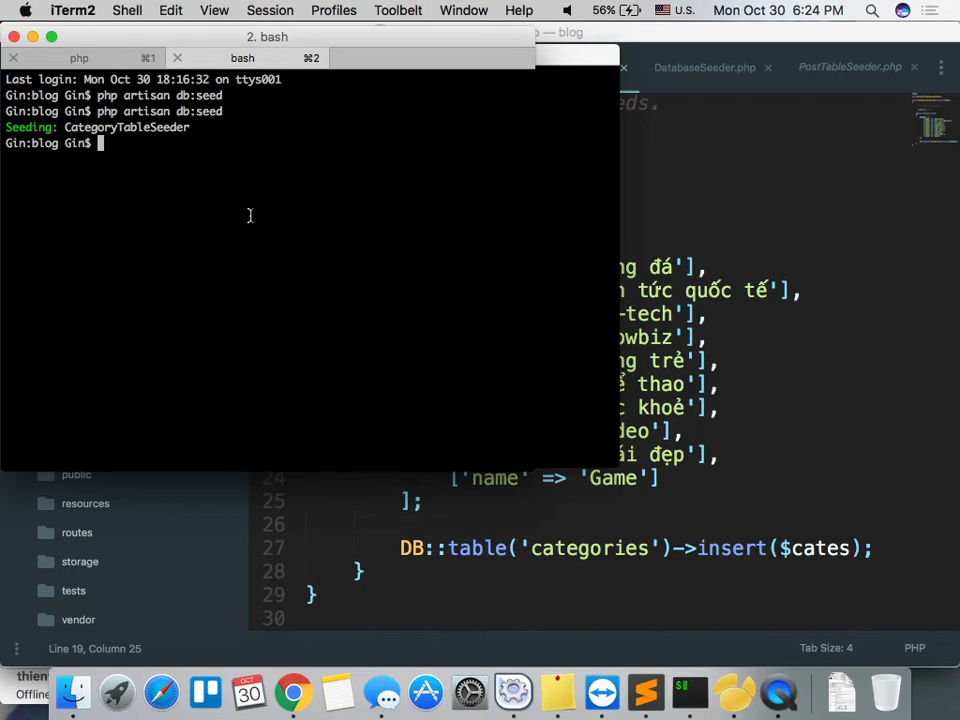 iTerm2 Shell Edit View Session Profiles Toolbelt Window Help 56% U.S. Mon Oct 30 6:24 PM
2. bash
— blog
php ⌘1 bash ⌘2
DatabaseSeeder.php PostTableSeeder.php
Last login: Mon Oct 30 18:16:32 on ttys001
Gin:blog Gin$ php artisan db:seed
Gin:blog Gin$ php artisan db:seed
Seeding: CategoryTableSeeder
Gin:blog Gin$
eds.
ng đá'],
n tức quốc tế'],
-tech'],
owbiz'],
ng trẻ'],
ể thao'],
c khoẻ'],
deo'],
ái đẹp'],
24 ['name' => 'Game']
25 ];
26
27 DB::table('categories')->insert($cates);
28 }
29 }
30
public
resources
routes
storage
tests
vendor
Line 19, Column 25 Tab Size: 4 PHP
thien
Offline
OCT
30
$
XLS